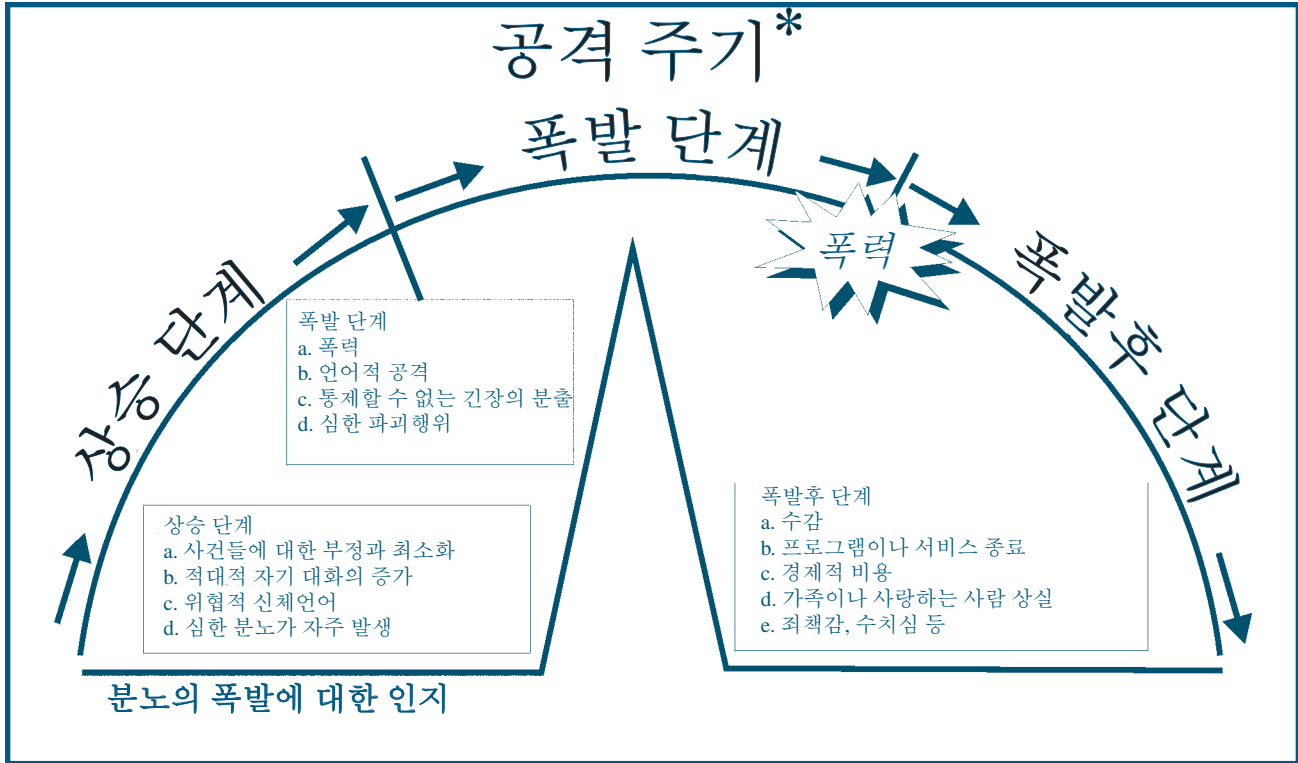 공격 주기*
폭발 단계
상승 단계
폭력
폭발후 단계
폭발 단계
a. 폭력
b. 언어적 공격
c. 통제할 수 없는 긴장의 분출
d. 심한 파괴행위
상승 단계
a. 사건들에 대한 부정과 최소화
b. 적대적 자기 대화의 증가
c. 위협적 신체언어
d. 심한 분노가 자주 발생
폭발후 단계
a. 수감
b. 프로그램이나 서비스 종료
c. 경제적 비용
d. 가족이나 사랑하는 사람 상실
e. 죄책감, 수치심 등
분노의 폭발에 대한 인지